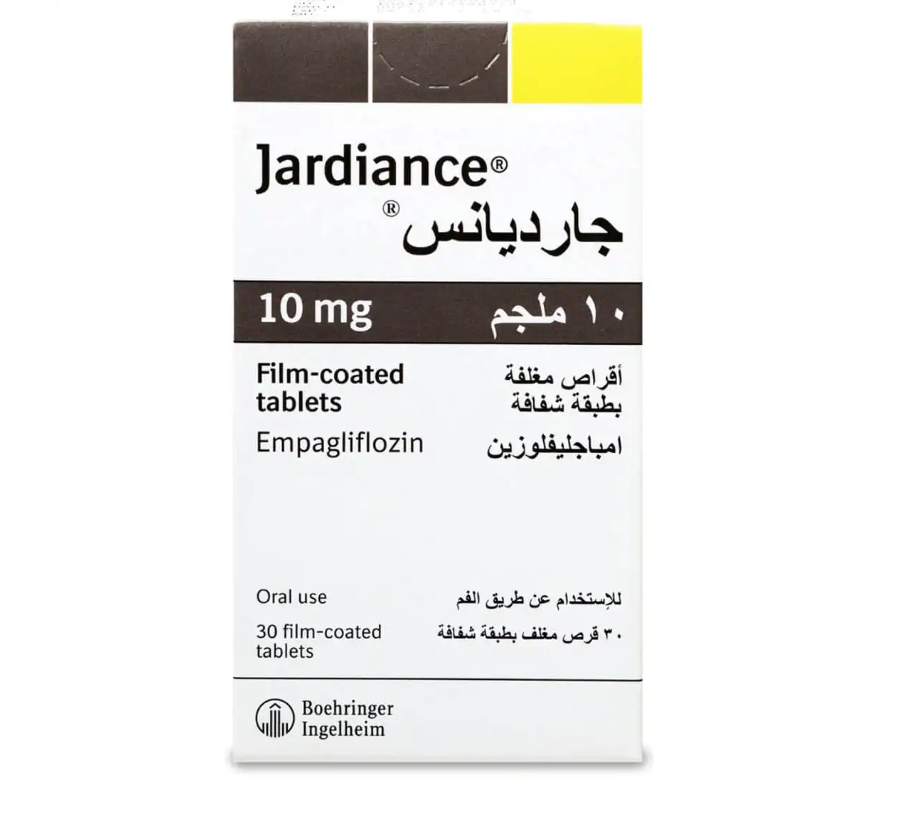 Jardiance®
جارديانس®
10 mg
١٠ ملجم
Film-coated
tablets
أقراص مغلفة
بطبقة شفافة
Empagliflozin
امباجليفلوزين
Oral use
للإستخدام عن طريق الفم
30 film-coated
tablets
٣٠ قرص مغلف بطبقة شفافة
Boehringer
Ingelheim